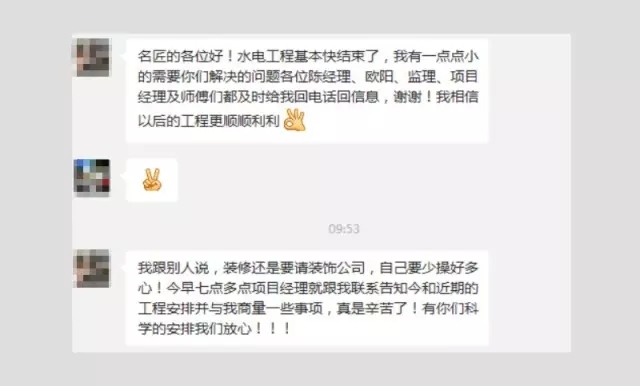 名匠的各位好！水电工程基本快结束了，我有一点点小
的需要你们解决的问题各位陈经理、欧阳、监理、项目
经理及师傅们都及时给我回电话回信息，谢谢！我相信
以后的工程更顺顺利利
09:53
我跟别人说，装修还是要请装饰公司，自己要少操好多
心！今早七点多点项目经理就跟我联系告知今和近期的
工程安排并与我商量一些事项，真是辛苦了！有你们科
学的安排我们放心！！！